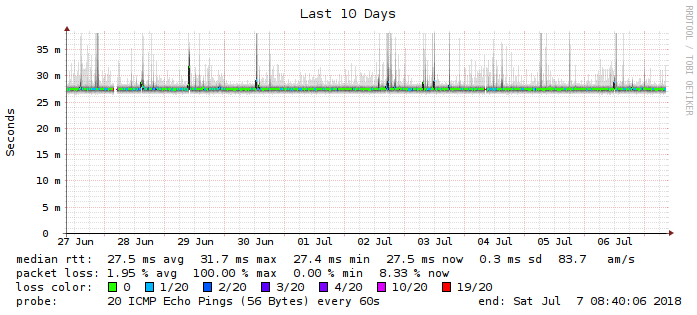 Last 10 Days
RRDTOOL / TOBI OETIKER
Seconds
35 m
30 m
25 m
20 m
15 m
10 m
5 m
0
27 Jun 28 Jun 29 Jun 30 Jun 01 Jul 02 Jul 03 Jul 04 Jul 05 Jul 06 Jul
median rtt: 27.5 ms avg 31.7 ms max 27.4 ms min 27.5 ms now 0.3 ms sd 83.7 am/s
packet loss: 1.95 % avg 100.00 % max 0.00 % min 8.33 % now
loss color: 0 1/20 2/20 3/20 4/20 10/20 19/20
probe: 20 ICMP Echo Pings (56 Bytes) every 60s end: Sat Jul 7 08:40:06 2018